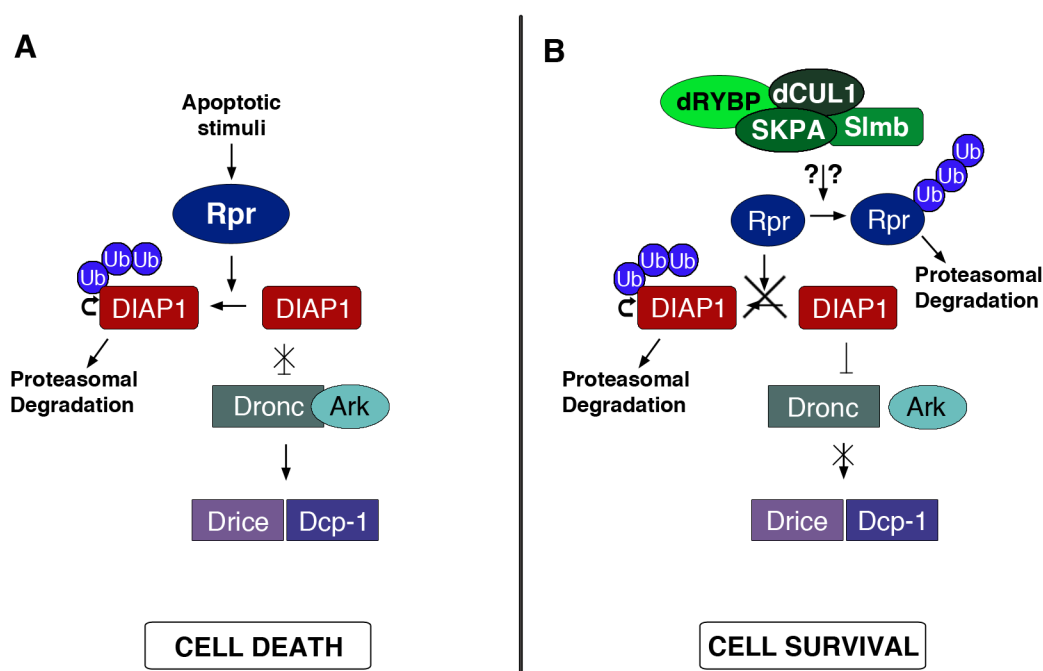 A
Apoptotic
stimuli
Rpr
Ub Ub Ub
DIAP1 DIAP1
Proteasomal
Degradation
Dronc Ark
Drice Dcp-1
CELL DEATH
B
dRYBP dCUL1
SKPA Slmb
? ?
Ub
Ub
Ub
Rpr Rpr
Proteasomal
Degradation
Ub Ub Ub
DIAP1 DIAP1
Proteasomal
Degradation
Dronc Ark
Drice Dcp-1
CELL SURVIVAL